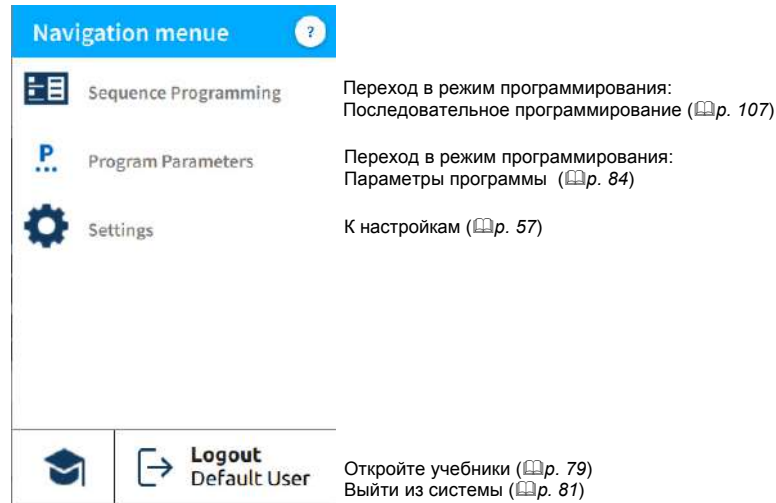 Navigation menue ?
Sequence Programming
Переход в режим программирования:
Последовательное программирование (p. 107)
P
Program Parameters
Переход в режим программирования:
Параметры программы (p. 84)
Settings
К настройкам (p. 57)
Logout
Default User
Откройте учебники (p. 79)
Выйти из системы (p. 81)